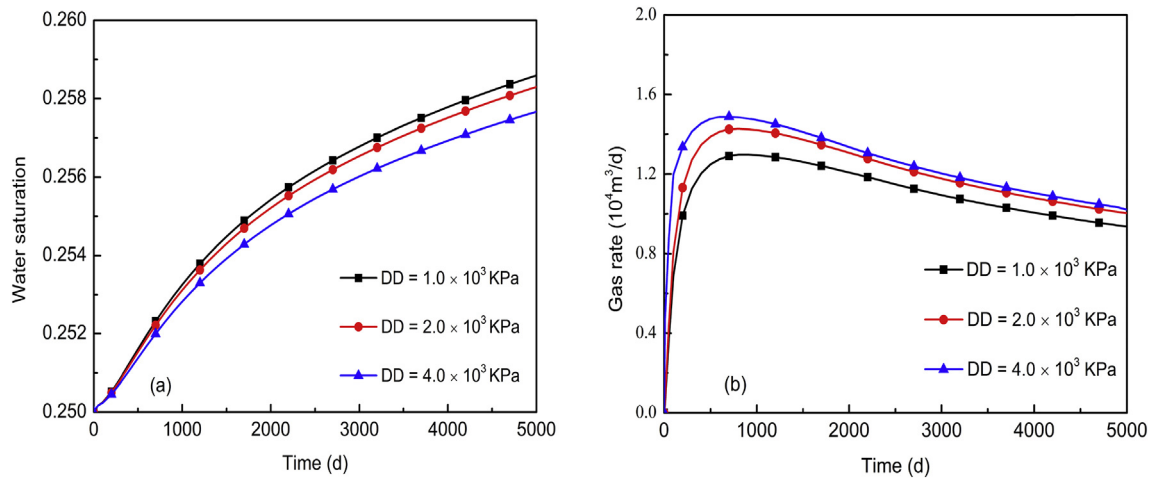 0.260
0.258
0.256
0.254
0.252
0.250
Water saturation
DD = 1.0 × 10³ KPa
DD = 2.0 × 10³ KPa
DD = 4.0 × 10³ KPa
(a)
0 1000 2000 3000 4000 5000
Time (d)
2.0
1.6
1.2
0.8
0.4
0.0
Gas rate (10⁴m³/d)
DD = 1.0 × 10³ KPa
DD = 2.0 × 10³ KPa
DD = 4.0 × 10³ KPa
(b)
0 1000 2000 3000 4000 5000
Time (d)